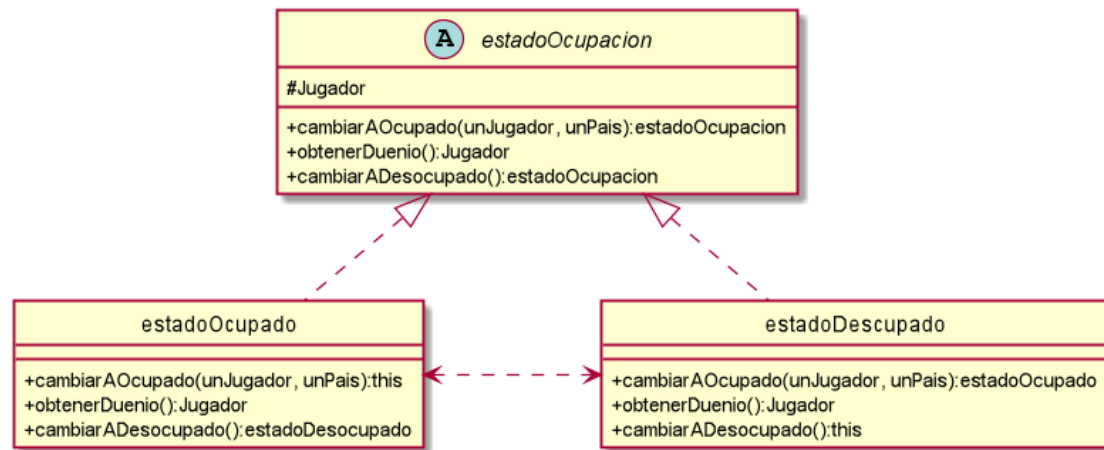 A estadoOcupacion
#Jugador
+cambiarAOcupado(unJugador, unPais):estadoOcupacion
+obtenerDuenio():Jugador
+cambiarADesocupado():estadoOcupacion
estadoOcupado
+cambiarAOcupado(unJugador, unPais):this
+obtenerDuenio():Jugador
+cambiarADesocupado():estadoDesocupado
estadoDescupado
+cambiarAOcupado(unJugador, unPais):estadoOcupado
+obtenerDuenio():Jugador
+cambiarADesocupado():this